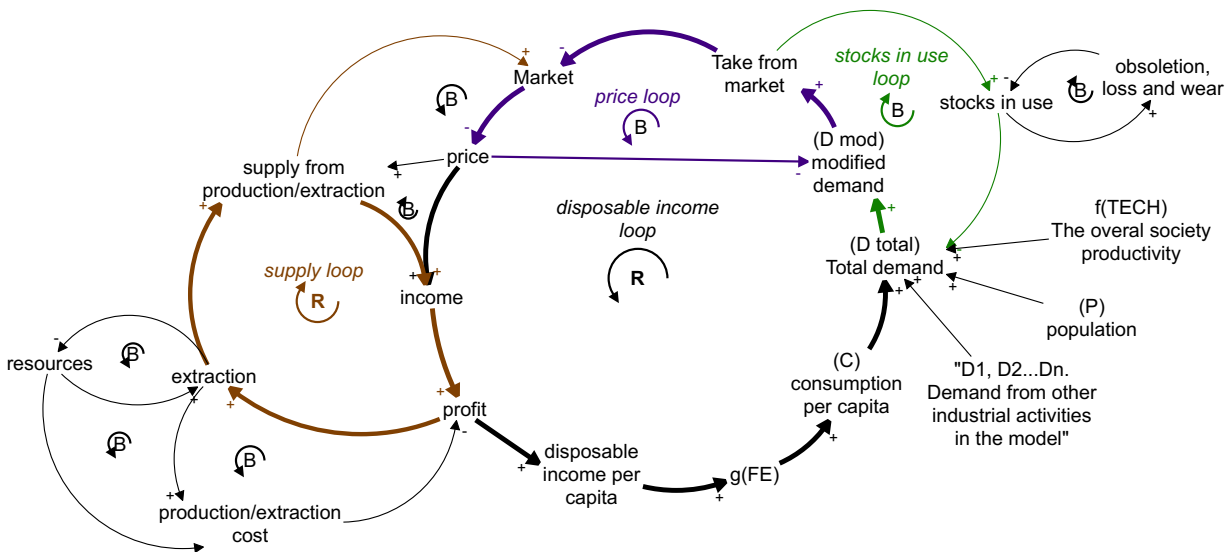 Market
Take from
market
stocks in use
loop
B
obsoletion,
loss and wear
B
stocks in use
B
price loop
B
(D mod)
modified
demand
price
supply from
production/extraction
B
disposable income
loop
R
f(TECH)
The overal society
productivity
(D total)
Total demand
supply loop
R
income
(P)
population
resources
B
extraction
(C)
consumption
per capita
"D1, D2...Dn.
Demand from other
industrial activities
in the model"
profit
B
B
disposable
income per
capita
g(FE)
production/extraction
cost